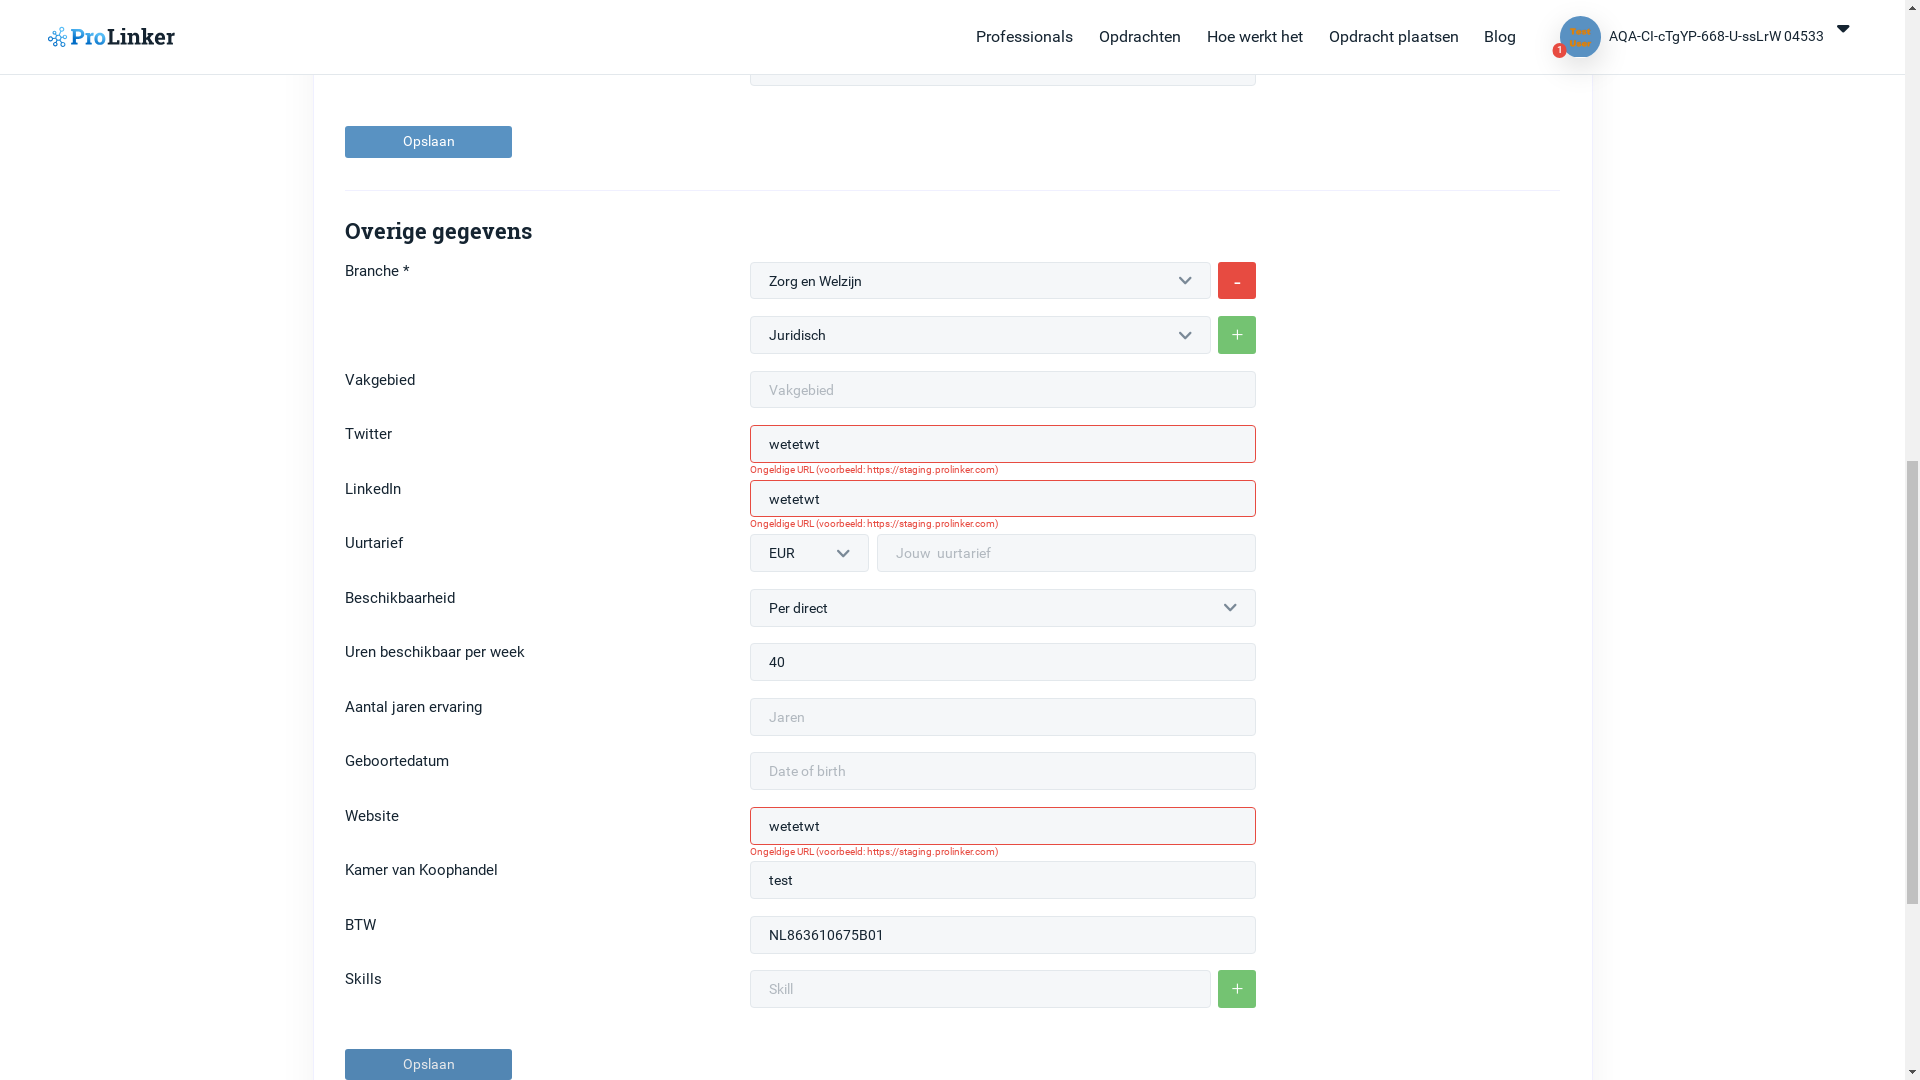 ProLinker
Professionals
Opdrachten
Hoe werkt het
Opdracht plaatsen
Blog
Test
User
1
AQA-CI-cTgYP-668-U-ssLrW 04533
Opslaan
Overige gegevens
Branche *
Zorg en Welzijn
-
Juridisch
+
Vakgebied
Vakgebied
Twitter
wetetwt
Ongeldige URL (voorbeeld: https://staging.prolinker.com)
LinkedIn
wetetwt
Ongeldige URL (voorbeeld: https://staging.prolinker.com)
Uurtarief
EUR
Jouw uurtarief
Beschikbaarheid
Per direct
Uren beschikbaar per week
40
Aantal jaren ervaring
Jaren
Geboortedatum
Date of birth
Website
wetetwt
Ongeldige URL (voorbeeld: https://staging.prolinker.com)
Kamer van Koophandel
test
BTW
NL863610675B01
Skills
Skill
+
Opslaan